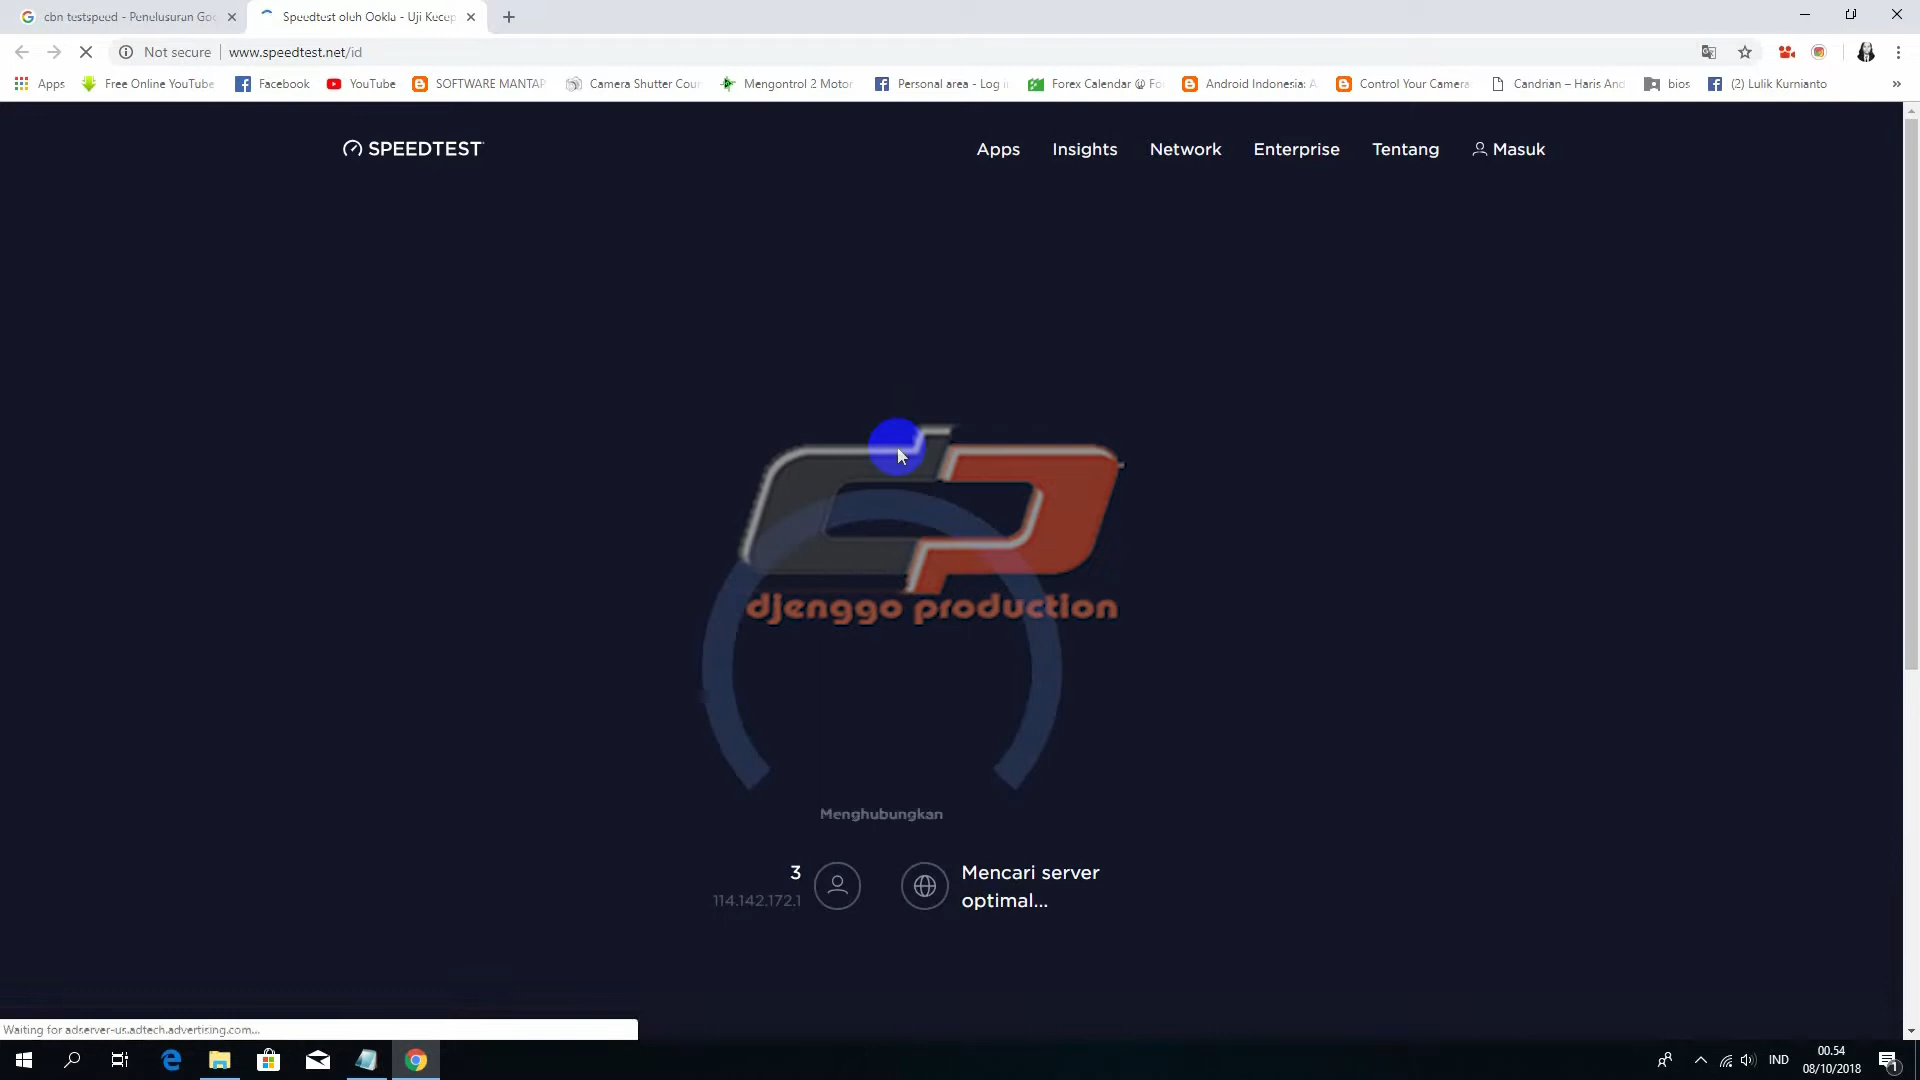 cbn testspeed - Penelusuran Goo
Speedtest oleh Ookla - Uji Kecep
Not secure
www.speedtest.net/id
Apps
Free Online YouTube
Facebook
YouTube
SOFTWARE MANTAP
Camera Shutter Coun
Mengontrol 2 Motor
Personal area - Log i
Forex Calendar @ Fo
Android Indonesia: A
Control Your Camera
Candrian – Haris And
bios
(2) Lulik Kurnianto
»
SPEEDTEST
Apps
Insights
Network
Enterprise
Tentang
Masuk
djenggo production
Menghubungkan
3
114.142.172.1
Mencari server
optimal...
Waiting for adserver-us.adtech.advertising.com...
IND
00.54
08/10/2018
1